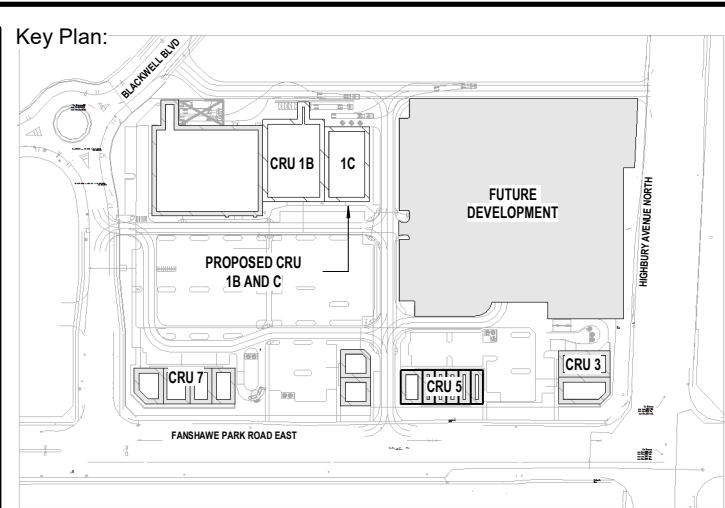 Key Plan:
BLACKWELL BLVD
CRU 1B
1C
FUTURE
DEVELOPMENT
HIGHBURY AVENUE NORTH
PROPOSED CRU
1B AND C
CRU 7
CRU 5
CRU 3
FANSHAWE PARK ROAD EAST